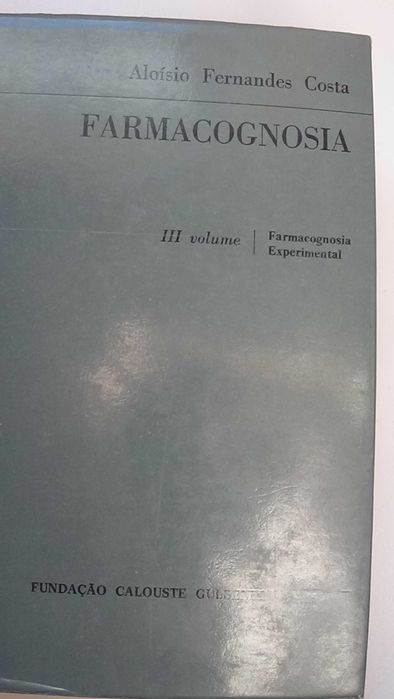 Aloísio Fernandes Costa
FARMACOGNOSIA
III volume
Farmacognosia
Experimental
FUNDAÇÃO CALOUSTE